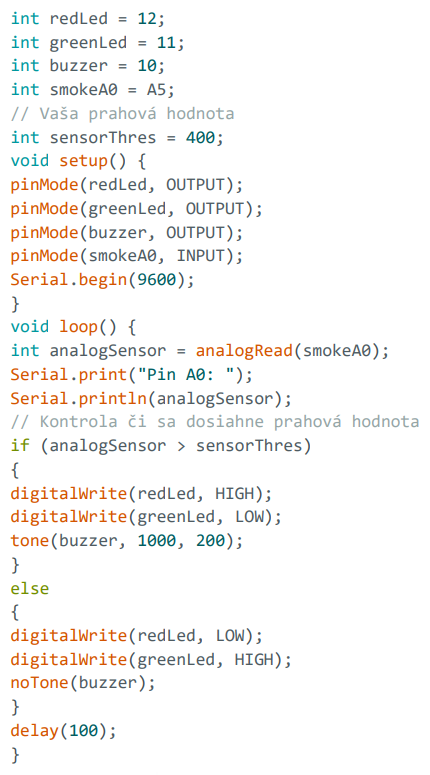 int redLed = 12;
int greenLed = 11;
int buzzer = 10;
int smokeA0 = A5;
// Vaša prahová hodnota
int sensorThres = 400;
void setup() {
pinMode(redLed, OUTPUT);
pinMode(greenLed, OUTPUT);
pinMode(buzzer, OUTPUT);
pinMode(smokeA0, INPUT);
Serial.begin(9600);
}
void loop() {
int analogSensor = analogRead(smokeA0);
Serial.print("Pin A0: ");
Serial.println(analogSensor);
// Kontrola či sa dosiahne prahová hodnota
if (analogSensor > sensorThres)
{
digitalWrite(redLed, HIGH);
digitalWrite(greenLed, LOW);
tone(buzzer, 1000, 200);
}
else
{
digitalWrite(redLed, LOW);
digitalWrite(greenLed, HIGH);
noTone(buzzer);
}
delay(100);
}